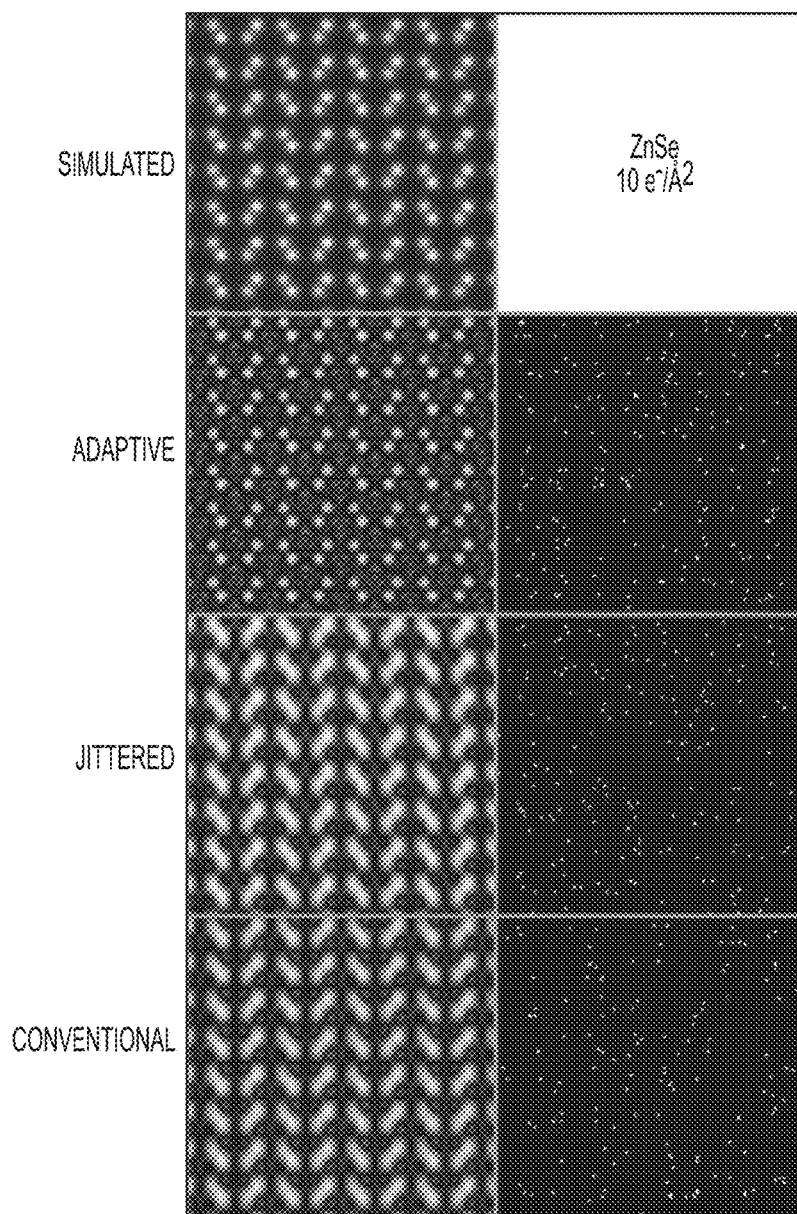 SIMULATED
ZnSe
10 e⁻/Å2
ADAPTIVE
JITTERED
CONVENTIONAL